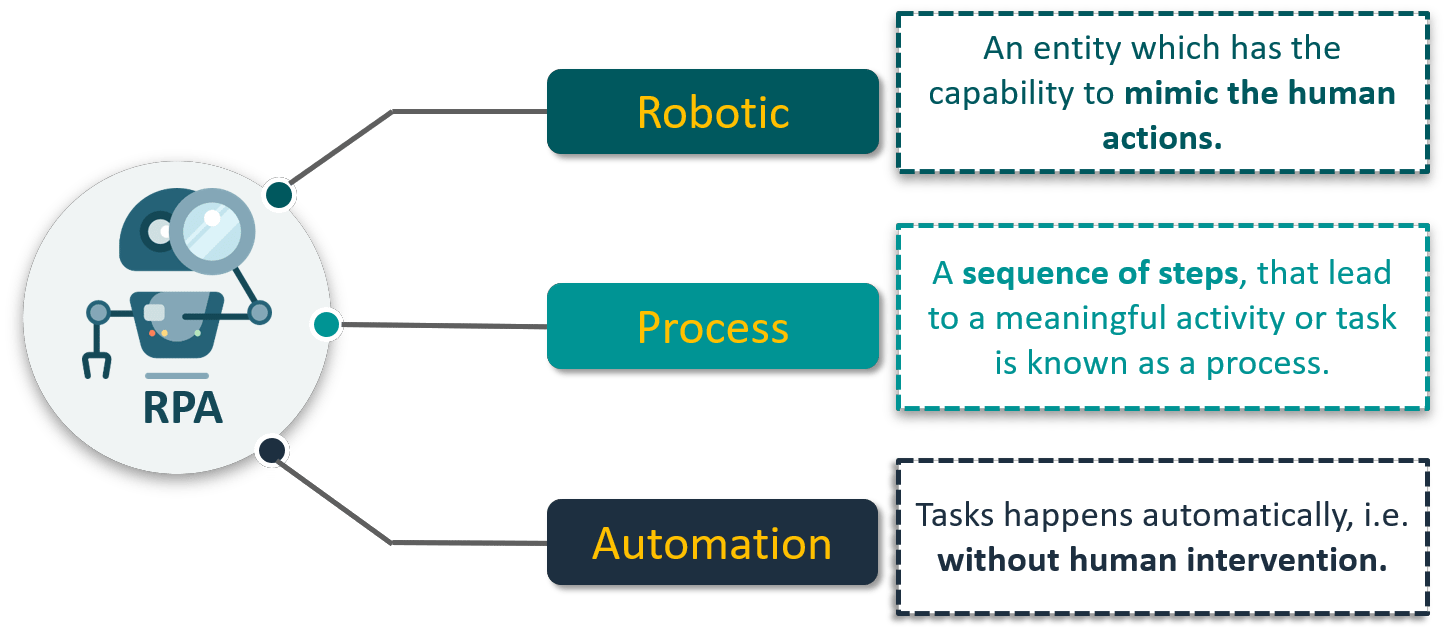 RPA
Robotic
An entity which has the
capability to mimic the human
actions.
Process
A sequence of steps, that lead
to a meaningful activity or task
is known as a process.
Automation
Tasks happens automatically, i.e.
without human intervention.